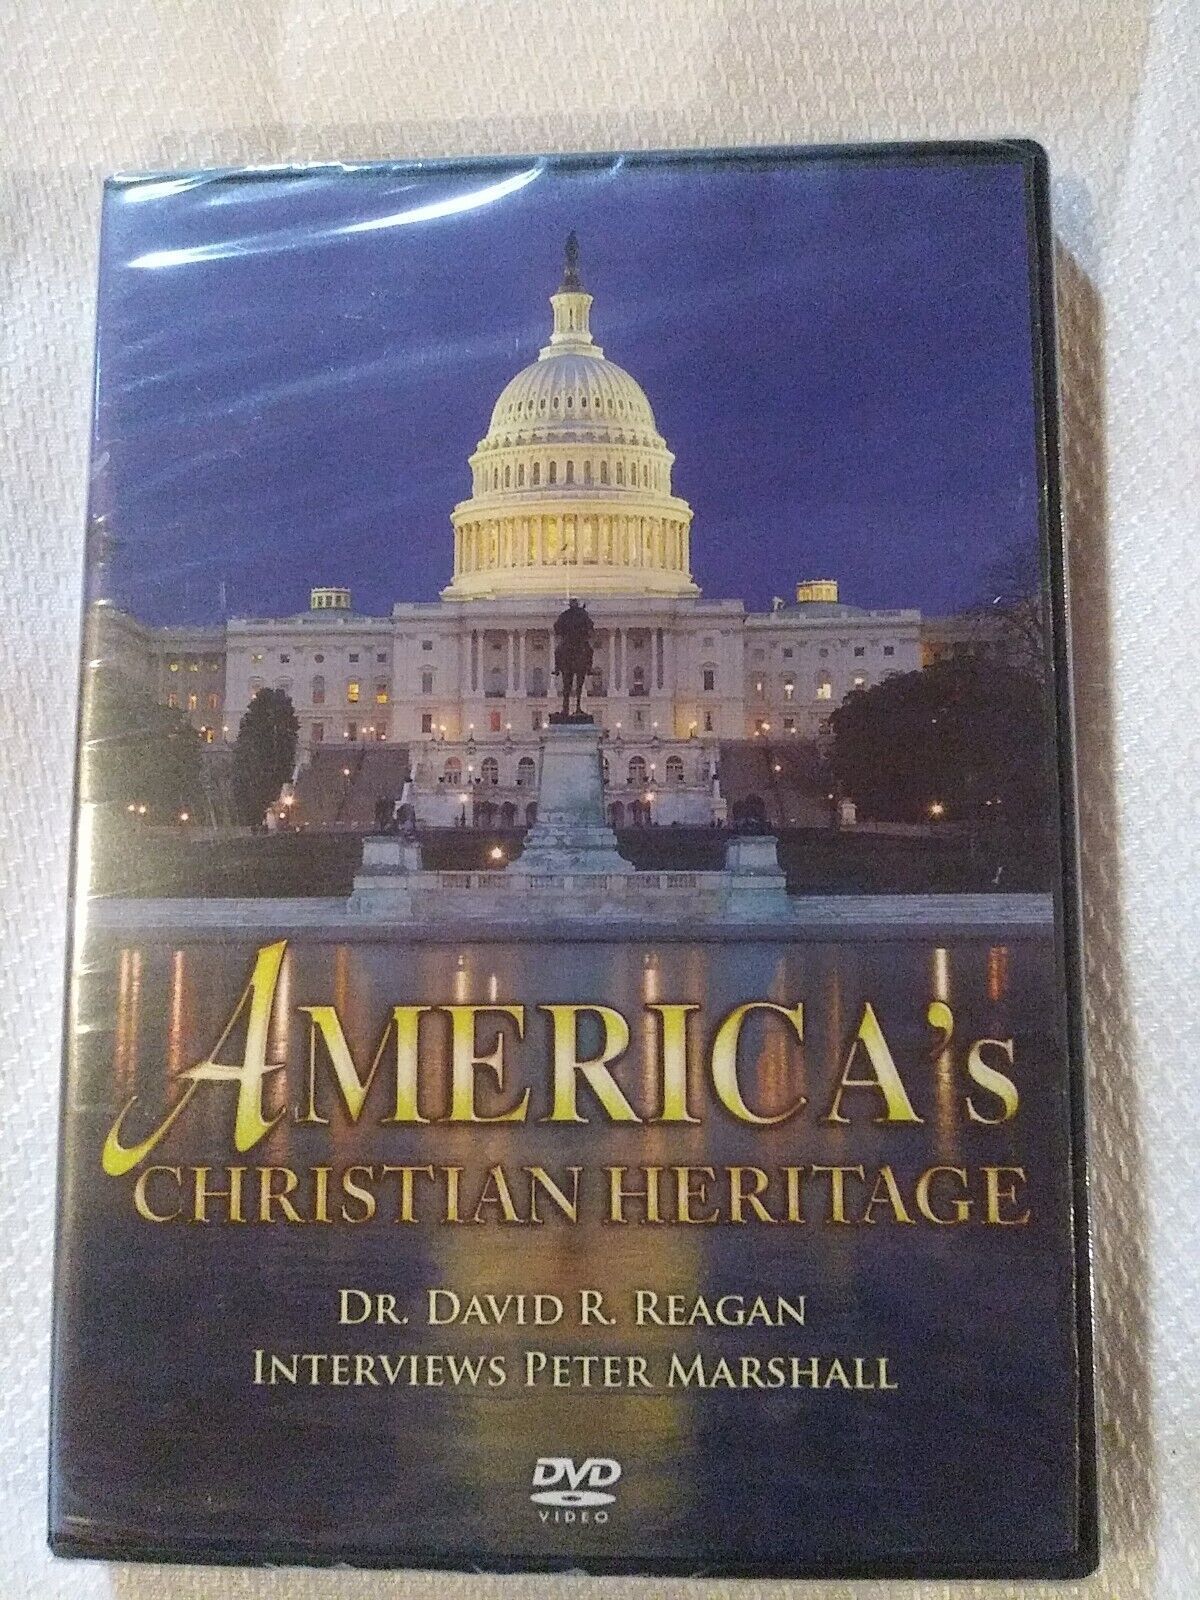 AMERICA's
CHRISTIAN HERITAGE
DR. DAVID R. REAGAN
INTERVIEWS PETER MARSHALL
DVD
VIDEO